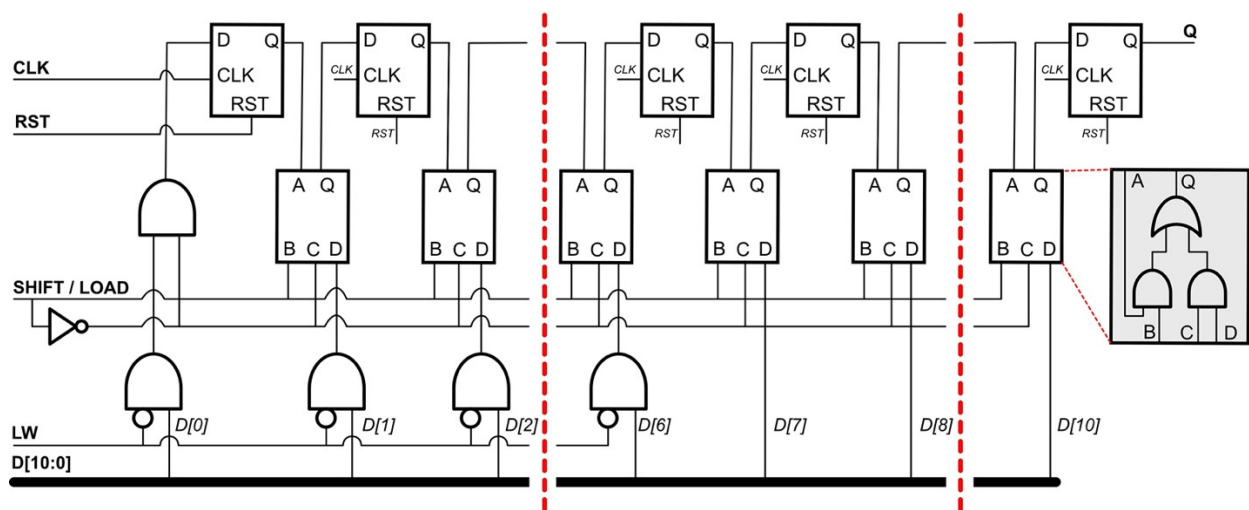 D Q D Q D Q D Q D Q Q
CLK CLK CLK CLK CLK CLK CLK CLK CLK
RST RST RST RST RST RST
RST RST RST RST
A Q A Q A Q A Q A Q A Q A Q
B C D B C D B C D B C D B C D B C D B C D
SHIFT / LOAD
B C D
LW D[0] D[1] D[2] D[6] D[7] D[8] D[10]
D[10:0]